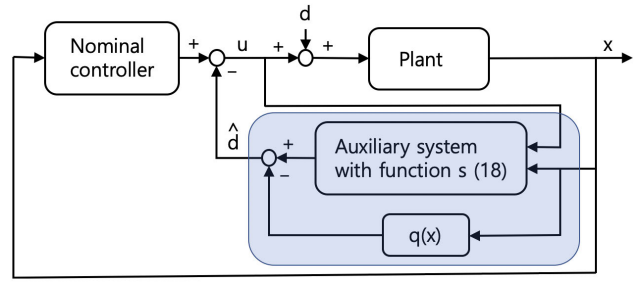 d
Nominal
controller
+
−
u
+
+
Plant
x
d̂
+
−
Auxiliary system
with function s (18)
q(x)